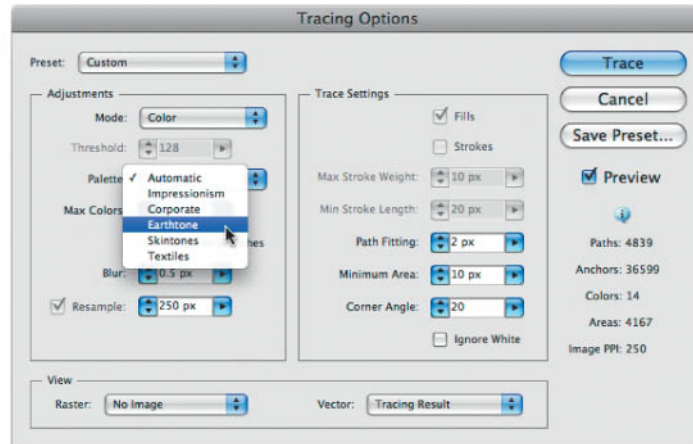 Tracing Options
Preset: Custom
Trace
Cancel
Save Preset...
Preview
Adjustments
Mode: Color
Threshold: 128
Palette
✓ Automatic
Impressionism
Corporate
Earthtone
Skintones
Textiles
Max Colors
hes
Blur: 0.5 px
Resample: 250 px
Trace Settings
Fills
Strokes
Max Stroke Weight: 10 px
Min Stroke Length: 20 px
Path Fitting: 2 px
Minimum Area: 10 px
Corner Angle: 20
Ignore White
Paths: 4839
Anchors: 36599
Colors: 14
Areas: 4167
Image PPI: 250
View
Raster: No Image
Vector: Tracing Result